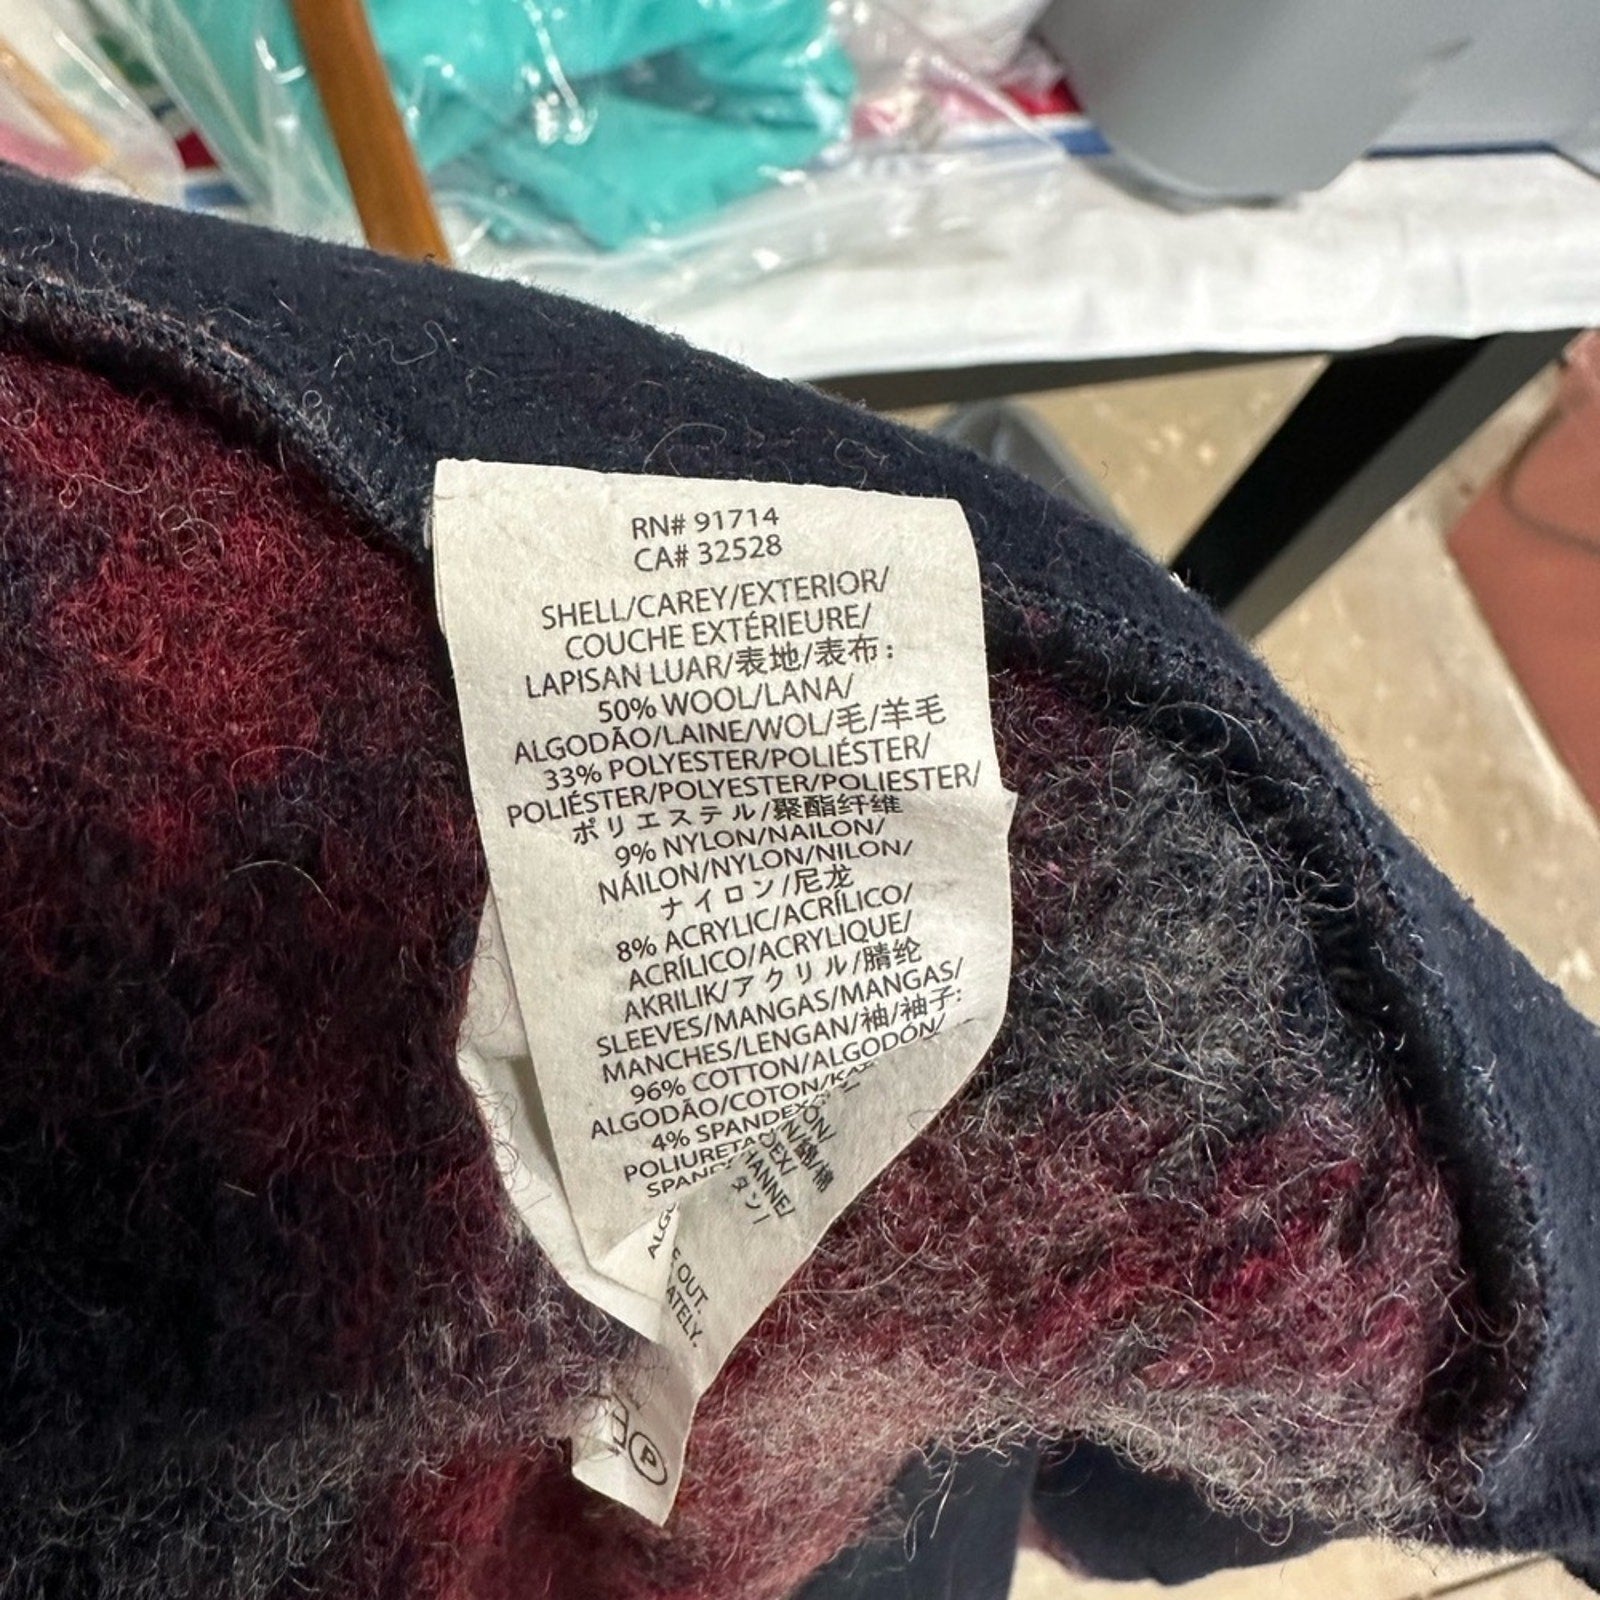 RN# 91714
CA# 32528
SHELL/CAREY/EXTERIOR/
COUCHE EXTÉRIEURE/
LAPISAN LUAR/表地/表布:
50% WOOL/LANA/
ALGODÃO/LAINE/WOL/毛/羊毛
33% POLYESTER/POLIÉSTER/
POLIÉSTER/POLYESTER/POLIESTER/
ポリエステル/聚酯纤维
9% NYLON/NAILON/
NÁILON/NYLON/NILON/
ナイロン/尼龙
8% ACRYLIC/ACRÍLICO/
ACRÍLICO/ACRYLIQUE/
AKRILIK/アクリル/腈纶
SLEEVES/MANGAS/MANGAS/
MANCHES/LENGAN/袖/袖子:
96% COTTON/ALGODÓN/
ALGODÃO/COTON/
4% SPANDEX/
OUT.
P